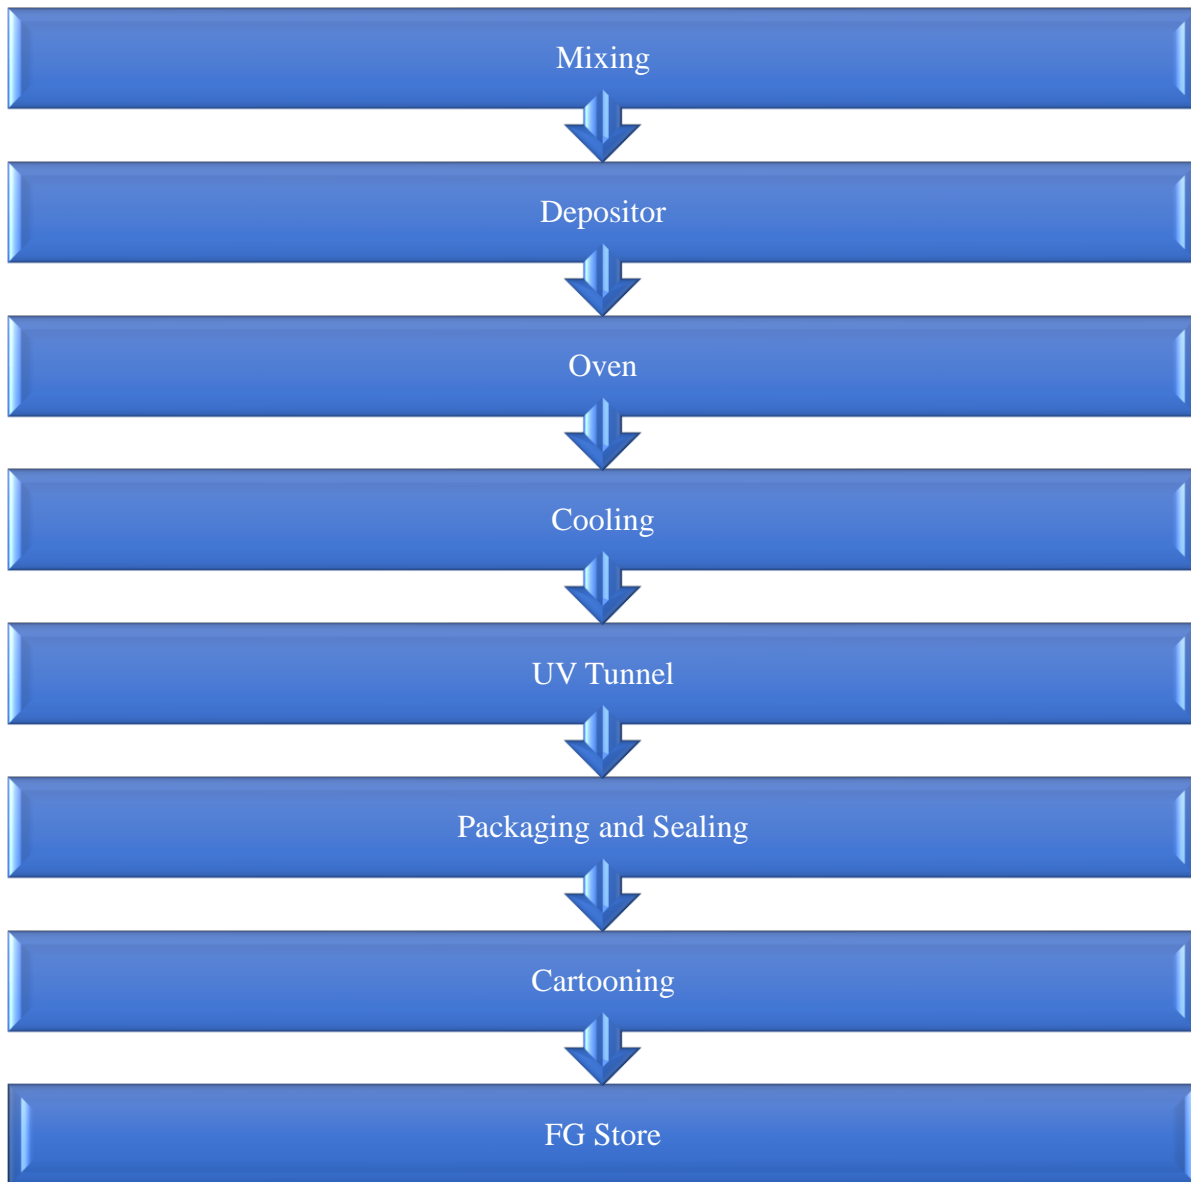 Mixing
Depositor
Oven
Cooling
UV Tunnel
Packaging and Sealing
Cartooning
FG Store